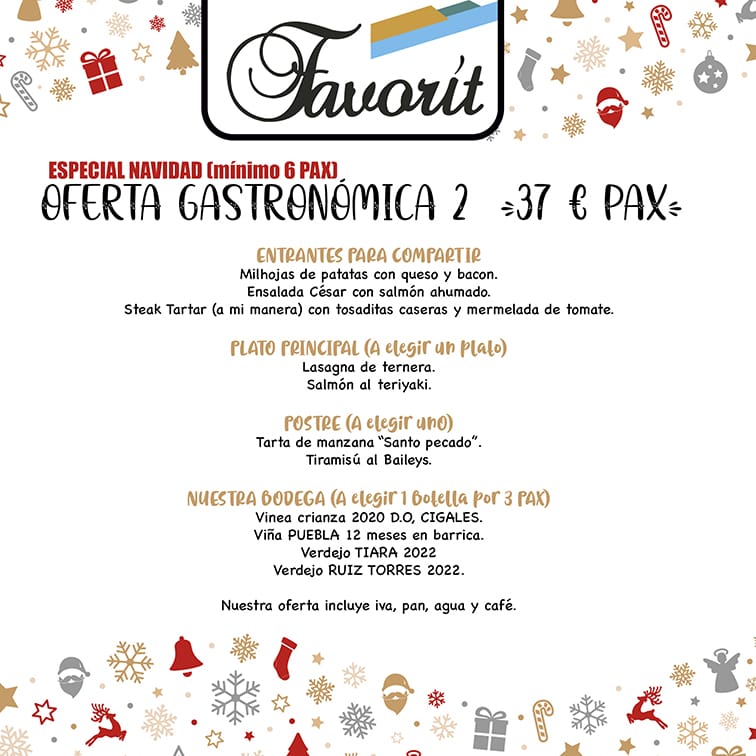 Favorít
ESPECIAL NAVIDAD (mínimo 6 PAX)
OFERTA GASTRONÓMICA 2 37 € PAX
ENTRANTES PARA COMPARTIR
Milhojas de patatas con queso y bacon.
Ensalada César con salmón ahumado.
Steak Tartar (a mi manera) con tosaditas caseras y mermelada de tomate.
PLATO PRINCIPAL (A elegir un plato)
Lasagna de ternera.
Salmón al teriyaki.
POSTRE (A elegir uno)
Tarta de manzana “Santo pecado”.
Tiramisú al Baileys.
NUESTRA BODEGA (A elegir 1 Botella por 3 PAX)
Vinea crianza 2020 D.O, CIGALES.
Viña PUEBLA 12 meses en barrica.
Verdejo TIARA 2022
Verdejo RUIZ TORRES 2022.
Nuestra oferta incluye iva, pan, agua y café.